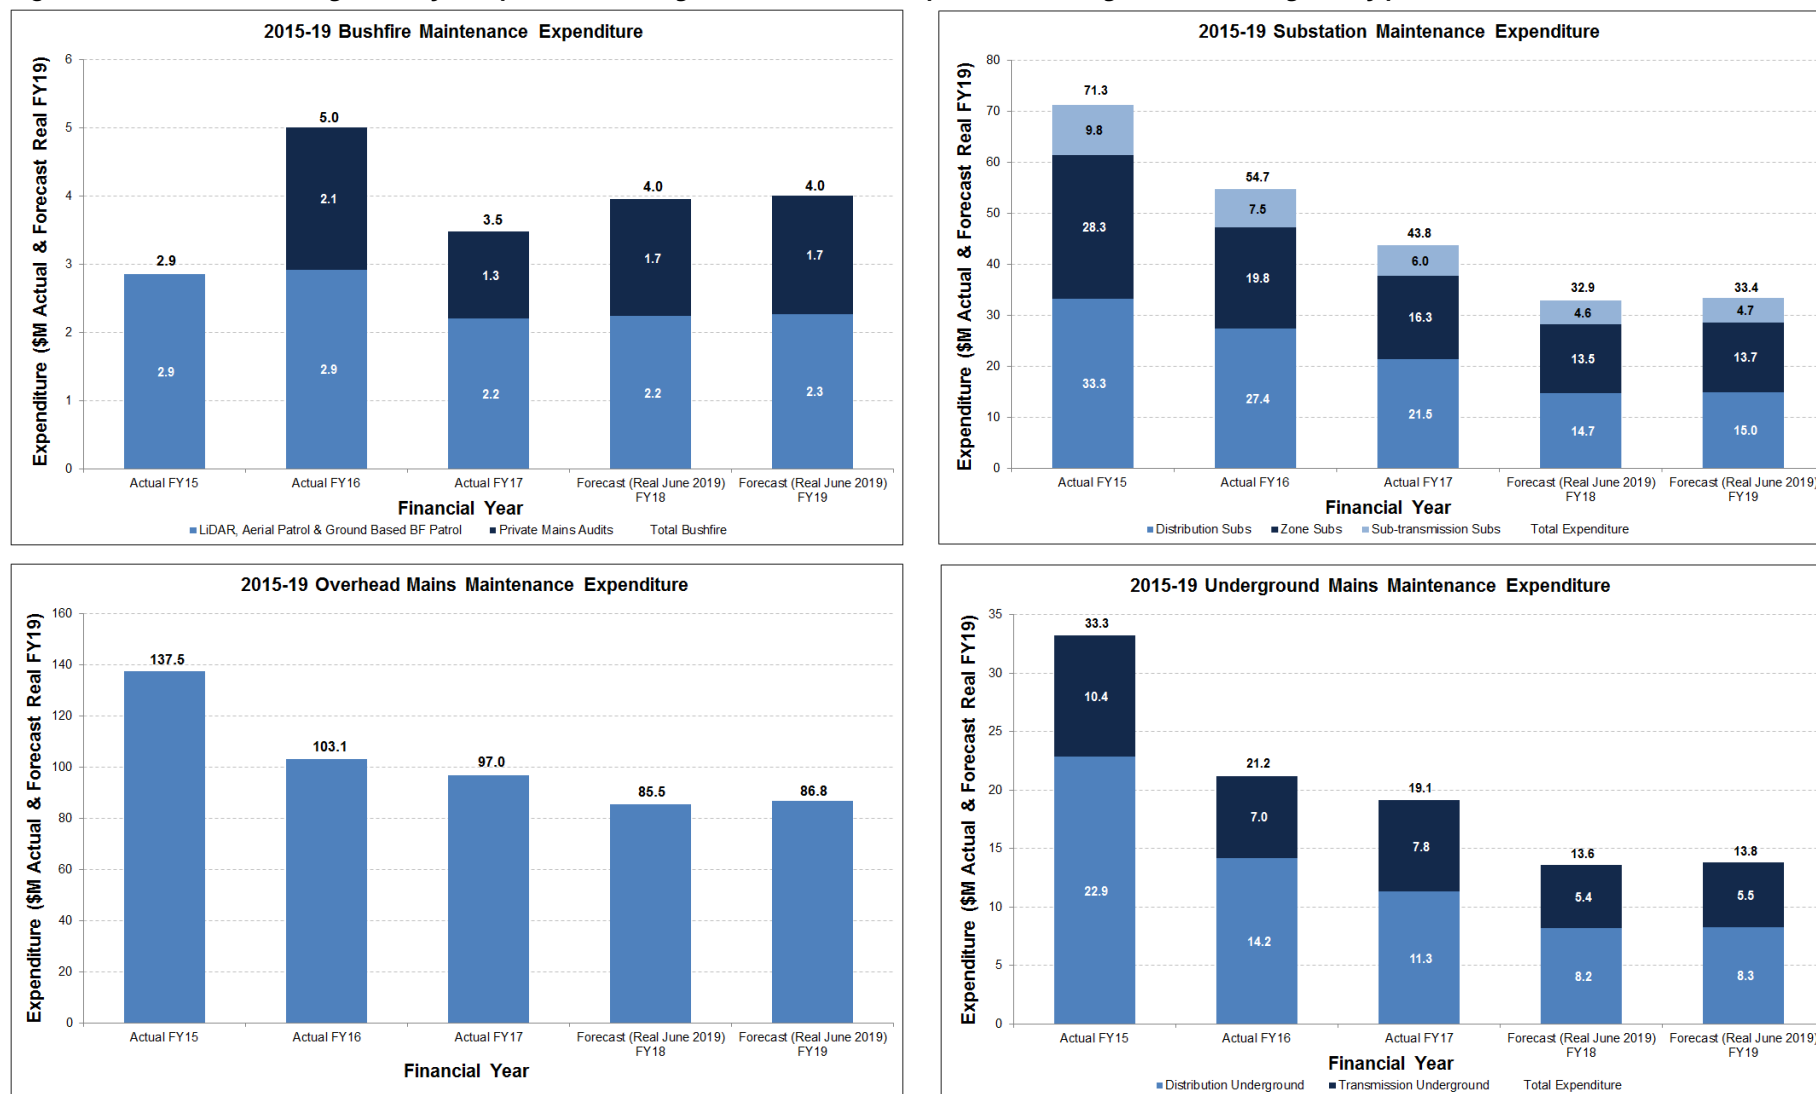 2015-19 Bushfire Maintenance Expenditure
Expenditure ($M Actual & Forecast Real FY19)
6
5
4
3
2
1
0
2.9
5.0
3.5
4.0
4.0
2.1
1.3
1.7
1.7
2.9
2.9
2.2
2.2
2.3
Actual FY15
Actual FY16
Actual FY17
Forecast (Real June 2019)
FY18
Forecast (Real June 2019)
FY19
Financial Year
LiDAR, Aerial Patrol & Ground Based BF Patrol
Private Mains Audits
Total Bushfire
2015-19 Substation Maintenance Expenditure
Expenditure ($M Actual & Forecast Real FY19)
80
70
60
50
40
30
20
10
0
71.3
54.7
43.8
32.9
33.4
9.8
7.5
6.0
4.6
4.7
28.3
19.8
16.3
13.5
13.7
33.3
27.4
21.5
14.7
15.0
Actual FY15
Actual FY16
Actual FY17
Forecast (Real June 2019)
FY18
Forecast (Real June 2019)
FY19
Financial Year
Distribution Subs
Zone Subs
Sub-transmission Subs
Total Expenditure
2015-19 Overhead Mains Maintenance Expenditure
Expenditure ($M Actual & Forecast Real FY19)
160
140
120
100
80
60
40
20
0
137.5
103.1
97.0
85.5
86.8
Actual FY15
Actual FY16
Actual FY17
Forecast (Real June 2019)
FY18
Forecast (Real June 2019)
FY19
Financial Year
2015-19 Underground Mains Maintenance Expenditure
Expenditure ($M Actual & Forecast Real FY19)
35
30
25
20
15
10
5
0
33.3
21.2
19.1
13.6
13.8
10.4
7.0
7.8
5.4
5.5
22.9
14.2
11.3
8.2
8.3
Actual FY15
Actual FY16
Actual FY17
Forecast (Real June 2019)
FY18
Forecast (Real June 2019)
FY19
Financial Year
Distribution Underground
Transmission Underground
Total Expenditure